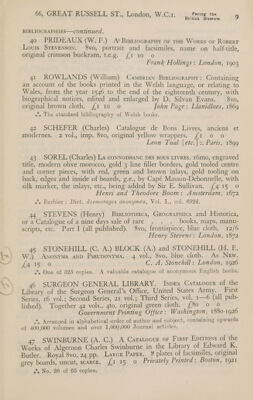 66, GREAT RUSSELL ST., London, W.C.1. Facing the British Museum 9
BIBLIOGRAPHIES—continued.
40 PRIDEAUX (W. F.) A BIBLIOGRAPHY OF THE WORKS OF ROBERT
LOUIS STEVENSON. 8vo, portrait and facsimiles, name on half-title,
original crimson buckram, t.e.g. £1 10 0
Frank Hollings: London, 1903
41 ROWLANDS (William) CAMBRIAN BIBLIOGRAPHY: Containing
an account of the books printed in the Welsh language, or relating to
Wales, from the year 1546 to the end of the eighteenth century, with
biographical notices, edited and enlarged by D. Silvan Evans. 8vo,
original brown cloth. £1 10 0 John Pryse: Llanidloes, 1869
∴ The standard bibliography of Welsh books.
42 SCHEFER (Charles) Catalogue de Bons Livres, anciens et
modernes. 2 vol., imp. 8vo, original yellow wrappers. £1 0 0
Leon Tual [etc.]: Paris, 1899
43 SOREL (Charles) LA CONNOISSANCE DES BONS LIVRES. 16mo, engraved
title, modern olive morocco, gold 3 line fillet borders, gold tooled centre
and corner pieces, with red, green and brown inlays, gold tooling on
back, edges and inside of boards, g.e., by Capé Masson-Debonnelle, with
silk marker, the inlays, etc., being added by Sir E. Sullivan. £4 15 0
Henry and Theodore Boom: Amsterdam, 1672
∴ Barbier: Dict. des ouvrages anonymes, Vol. I., col.
44 STEVENS (Henry) BIBLIOTHECA, GEOGRAPHICA AND HISTORICA,
or a Catalogue of a nine days sale of rare . . . books, maps, manu-
scripts, etc. Part I (all published). 8vo, frontispiece, original cloth.
£0 10 0 Henry Stevens: London, 1872
45 STONEHILL (C. A.) BLOCK (A.) and STONEHILL (H.
W.) ANONYMA AND PSEUDONYMA. 4 vol., 8vo, blue cloth. As NEW.
£4 15 0 C. A. Stonehill: London, 1926
∴ One of 325 copies. A valuable catalogue of anonymous English books.
46 SURGEON GENERAL LIBRARY. INDEX CATALOGUE of the
Library of the Surgeon General's Office, United States Army. First
Series, 16 vol.; Second Series, 21 vol.; Third Series, vol. 1—6 (all pub-
lished). Together 42 vols., 4to, original green cloth. £80 0 0
Government Printing Office: Washington, 1880-1926
∴ Arranged in alphabetical order of author and subject, containing upwards
of 400,000 volumes and over 1,000,000 Journal articles.
47 SWINBURNE (A. C.) A CATALOGUE OF FIRST EDITIONS of the
Works of Algernon Charles Swinburne in the Library of Edward K.
Butler. Royal 8vo, 24 pp. LARGE PAPER. 7 plates of facsimiles, original
grey boards, uncut, SCARCE. £1 25 0 Privately Printed: Boston, 1921
∴ No. 26 of 65 copies.